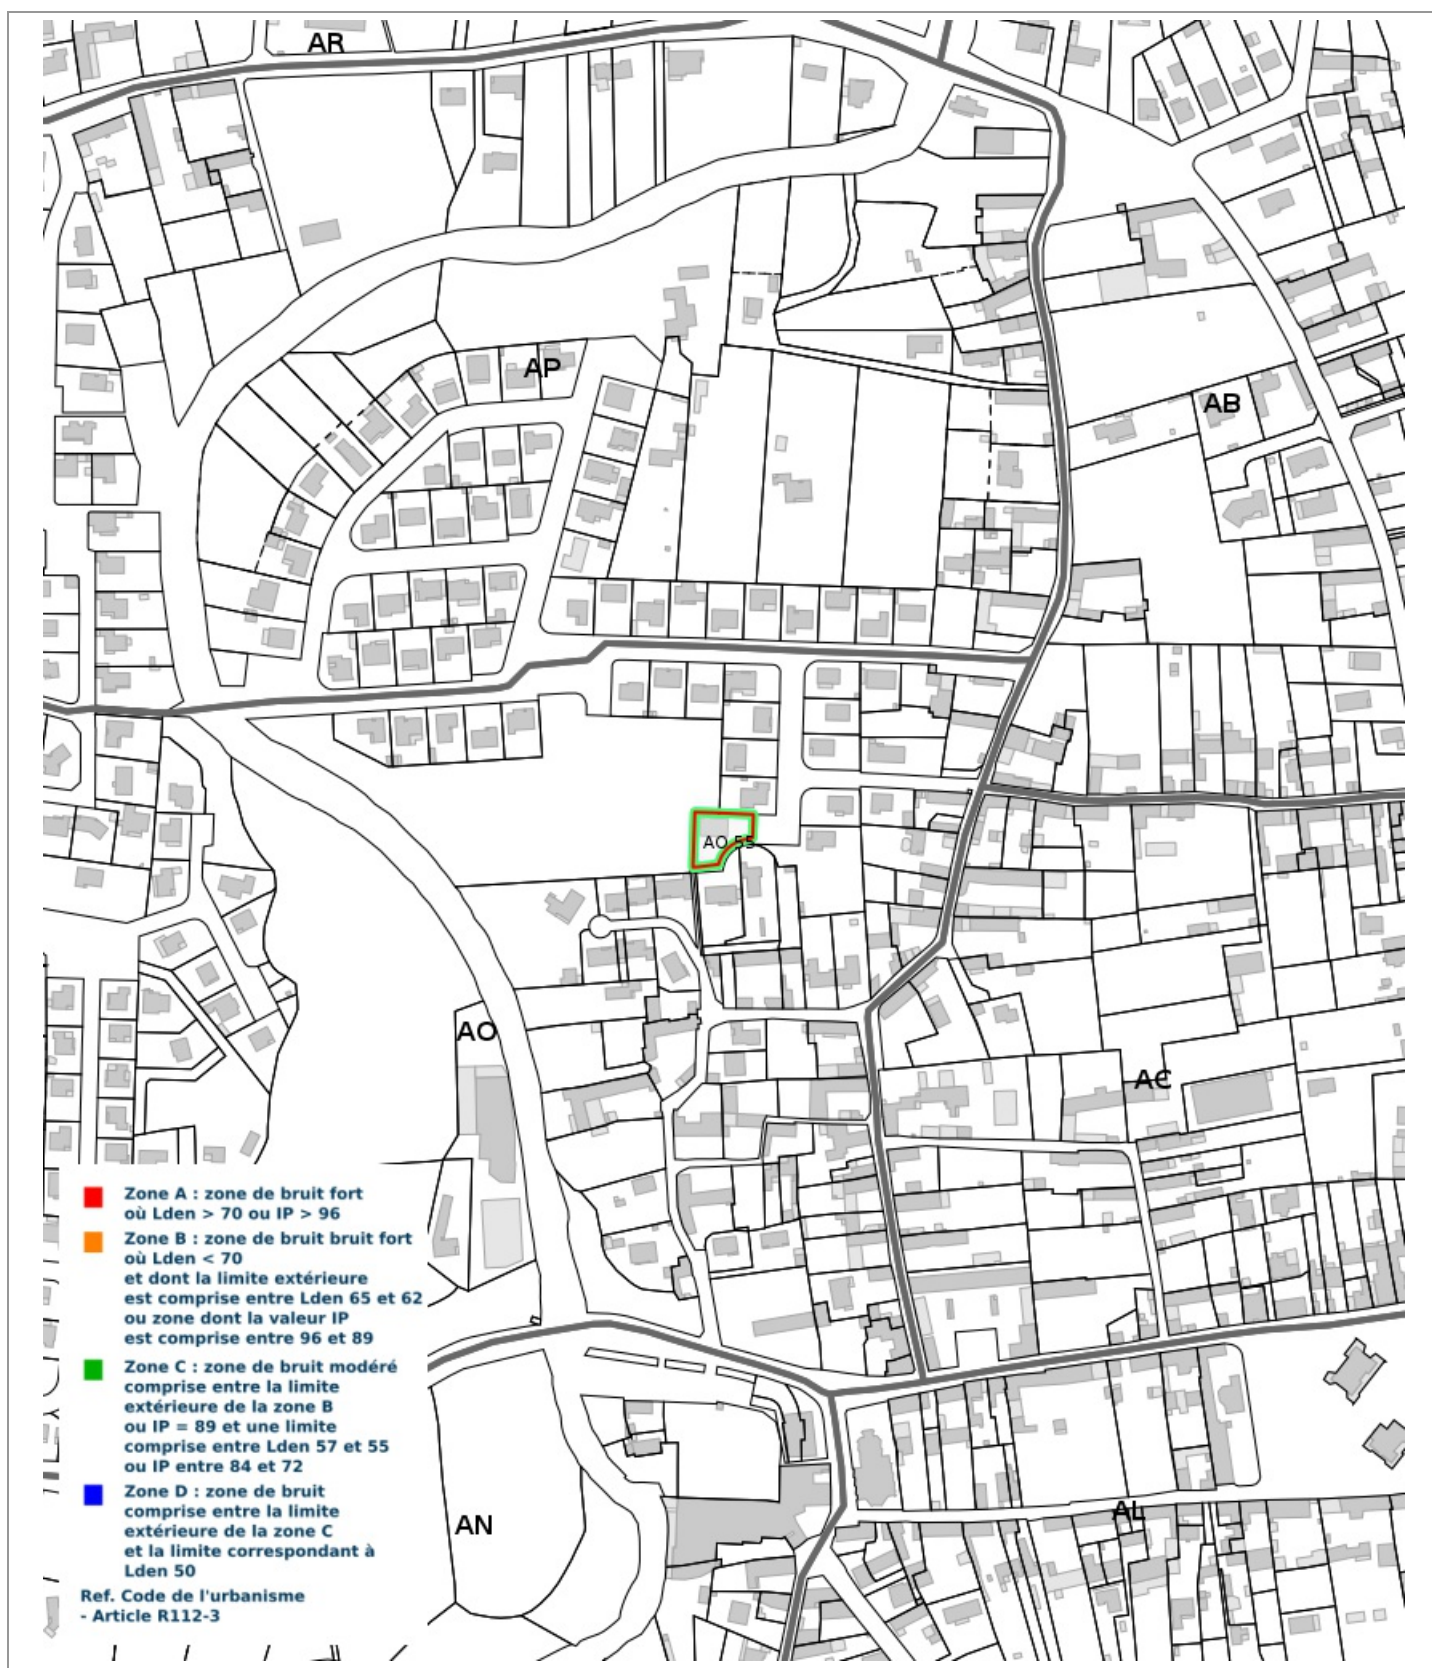 AR
AP
AB
AO 55
AO
AC
Zone A : zone de bruit fort
où Lden > 70 ou IP > 96
Zone B : zone de bruit bruit fort
où Lden < 70
et dont la limite extérieure
est comprise entre Lden 65 et 62
ou zone dont la valeur IP
est comprise entre 96 et 89
Zone C : zone de bruit modéré
comprise entre la limite
extérieure de la zone B
ou IP = 89 et une limite
comprise entre Lden 57 et 55
ou IP entre 84 et 72
Zone D : zone de bruit
comprise entre la limite
extérieure de la zone C
et la limite correspondant à
Lden 50
Ref. Code de l'urbanisme
- Article R112-3
AN
AL